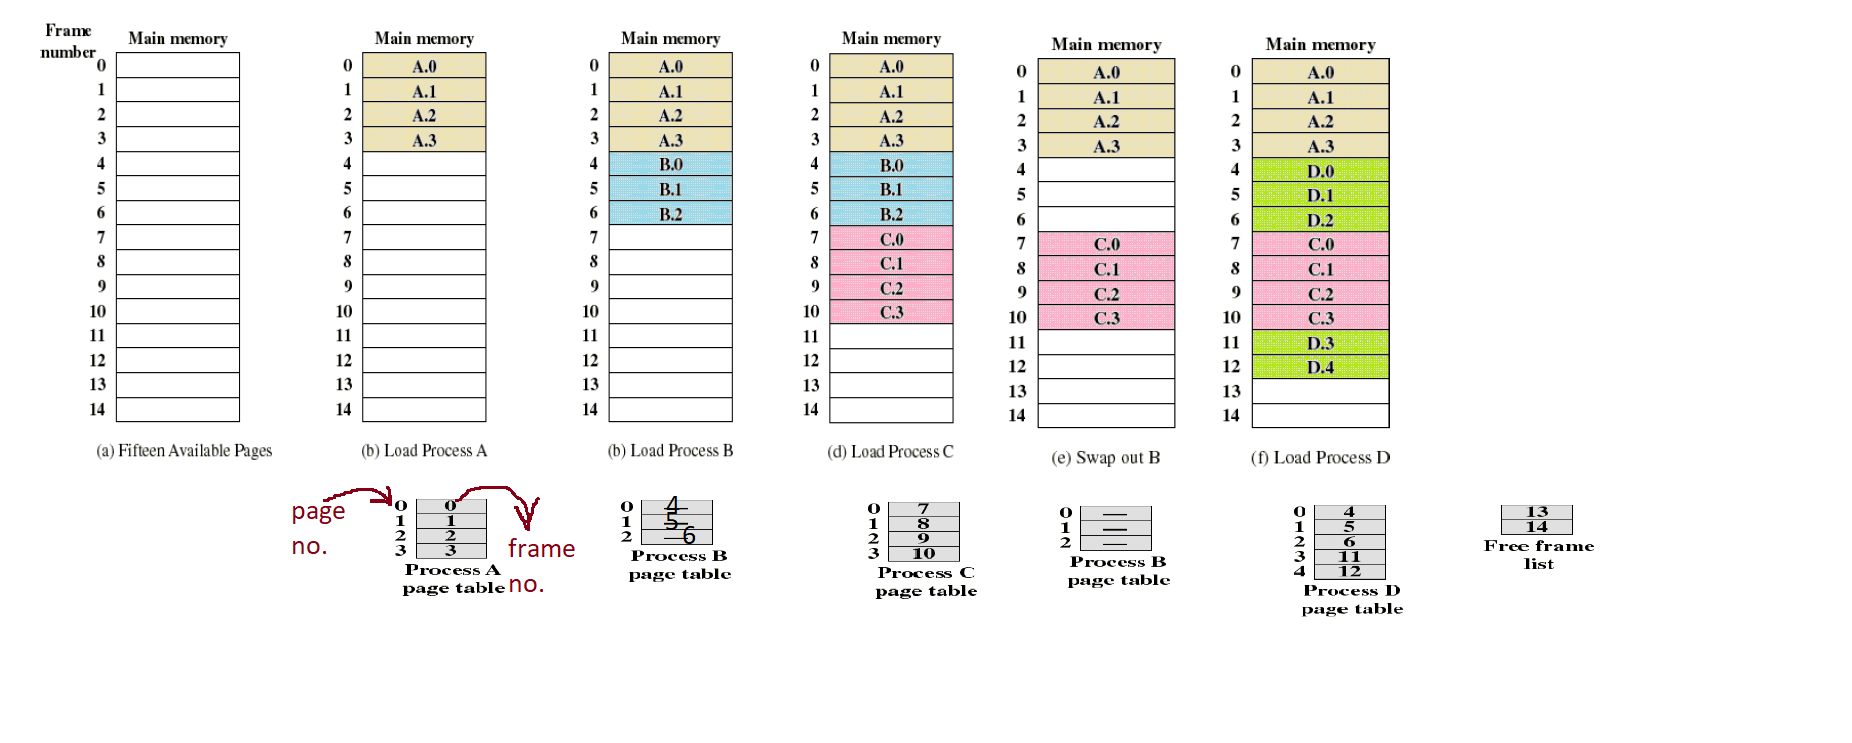 Frame
number
Main memory
0
1
2
3
4
5
6
7
8
9
10
11
12
13
14
(a) Fifteen Available Pages
Main memory
0 A.0
1 A.1
2 A.2
3 A.3
4
5
6
7
8
9
10
11
12
13
14
(b) Load Process A
Main memory
0 A.0
1 A.1
2 A.2
3 A.3
4 B.0
5 B.1
6 B.2
7
8
9
10
11
12
13
14
(b) Load Process B
Main memory
0 A.0
1 A.1
2 A.2
3 A.3
4 B.0
5 B.1
6 B.2
7 C.0
8 C.1
9 C.2
10 C.3
11
12
13
14
(d) Load Process C
Main memory
0 A.0
1 A.1
2 A.2
3 A.3
4
5
6
7 C.0
8 C.1
9 C.2
10 C.3
11
12
13
14
(e) Swap out B
Main memory
0 A.0
1 A.1
2 A.2
3 A.3
4 D.0
5 D.1
6 D.2
7 C.0
8 C.1
9 C.2
10 C.3
11 D.3
12 D.4
13
14
(f) Load Process D
page
no.
0 0
1 1
2 2
3 3
Process A
page table
frame
no.
0 4
1 5
2 6
Process B
page table
0 7
1 8
2 9
3 10
Process C
page table
0 —
1 —
2 —
Process B
page table
0 4
1 5
2 6
3 11
4 12
Process D
page table
13
14
Free frame
list